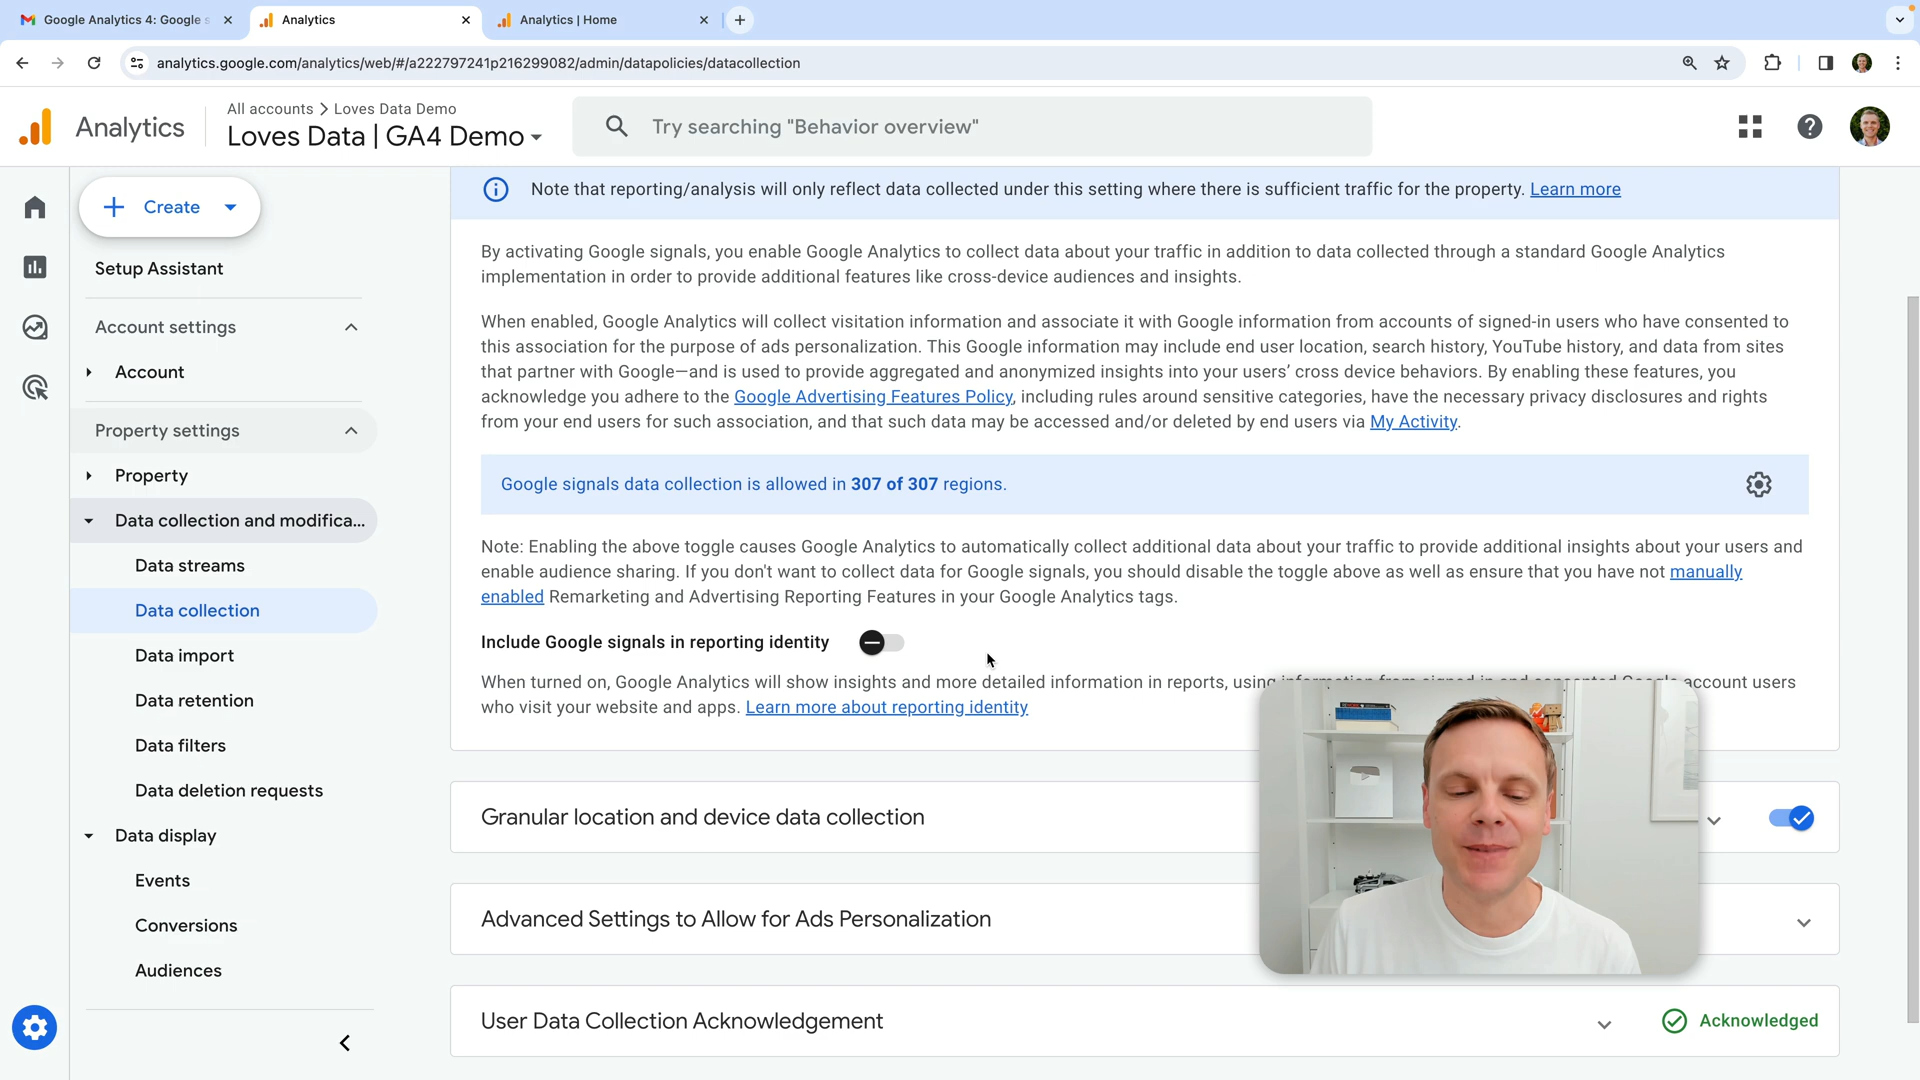 Google Analytics 4: Google s
Analytics
Analytics | Home
analytics.google.com/analytics/web/#/a222797241p216299082/admin/datapolicies/datacollection
Analytics
All accounts > Loves Data Demo
Loves Data | GA4 Demo
Try searching "Behavior overview"
Create
Setup Assistant
Account settings
Account
Property settings
Property
Data collection and modifica...
Data streams
Data collection
Data import
Data retention
Data filters
Data deletion requests
Data display
Events
Conversions
Audiences
Note that reporting/analysis will only reflect data collected under this setting where there is sufficient traffic for the property. Learn more
By activating Google signals, you enable Google Analytics to collect data about your traffic in addition to data collected through a standard Google Analytics
implementation in order to provide additional features like cross-device audiences and insights.
When enabled, Google Analytics will collect visitation information and associate it with Google information from accounts of signed-in users who have consented to
this association for the purpose of ads personalization. This Google information may include end user location, search history, YouTube history, and data from sites
that partner with Google—and is used to provide aggregated and anonymized insights into your users’ cross device behaviors. By enabling these features, you
acknowledge you adhere to the Google Advertising Features Policy, including rules around sensitive categories, have the necessary privacy disclosures and rights
from your end users for such association, and that such data may be accessed and/or deleted by end users via My Activity.
Google signals data collection is allowed in 307 of 307 regions.
Note: Enabling the above toggle causes Google Analytics to automatically collect additional data about your traffic to provide additional insights about your users and
enable audience sharing. If you don't want to collect data for Google signals, you should disable the toggle above as well as ensure that you have not manually
enabled Remarketing and Advertising Reporting Features in your Google Analytics tags.
Include Google signals in reporting identity
When turned on, Google Analytics will show insights and more detailed information in reports, using information from signed in and consented Google account users
who visit your website and apps. Learn more about reporting identity
Granular location and device data collection
Advanced Settings to Allow for Ads Personalization
User Data Collection Acknowledgement
Acknowledged